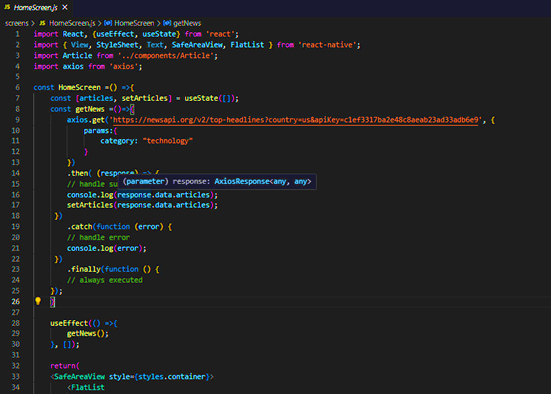 JS HomeScreen.js ×
screens > JS HomeScreen.js > HomeScreen > getNews
1 import React, {useEffect, useState} from 'react';
2 import { View, StyleSheet, Text, SafeAreaView, FlatList } from 'react-native';
3 import Article from '../components/Article';
4 import axios from 'axios';
5
6 const HomeScreen =() =>{
7 const [articles, setArticles] = useState([]);
8 const getNews =()=>{
9 axios.get('https://newsapi.org/v2/top-headlines?country=us&apiKey=c1ef3317ba2e48c8aeab23ad33adb6e9', {
10 params:{
11 category: "technology"
12 }
13 })
14 .then( (response) => {
15 // handle su
(parameter) response: AxiosResponse<any, any>
16 console.log(response.data.articles);
17 setArticles(response.data.articles);
18 })
19 .catch(function (error) {
20 // handle error
21 console.log(error);
22 })
23 .finally(function () {
24 // always executed
25 });
26 }
27
28 useEffect(() =>{
29 getNews();
30 }, []);
31
32 return(
33 <SafeAreaView style={styles.container}>
34 <FlatList